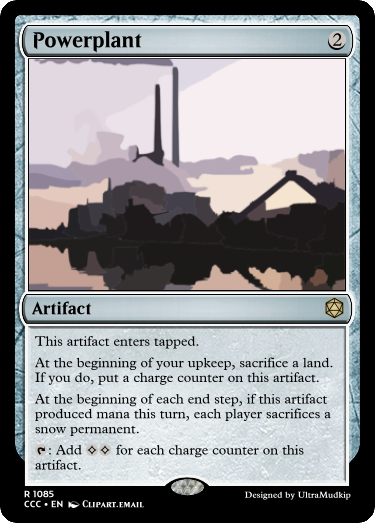 Powerplant 2
Artifact
This artifact enters tapped.
At the beginning of your upkeep, sacrifice a land.
If you do, put a charge counter on this artifact.
At the beginning of each end step, if this artifact
produced mana this turn, each player sacrifices a
snow permanent.
: Add for each charge counter on this
artifact.
R 1085
CCC • EN CLIPART.EMAIL
Designed by UltraMudkip